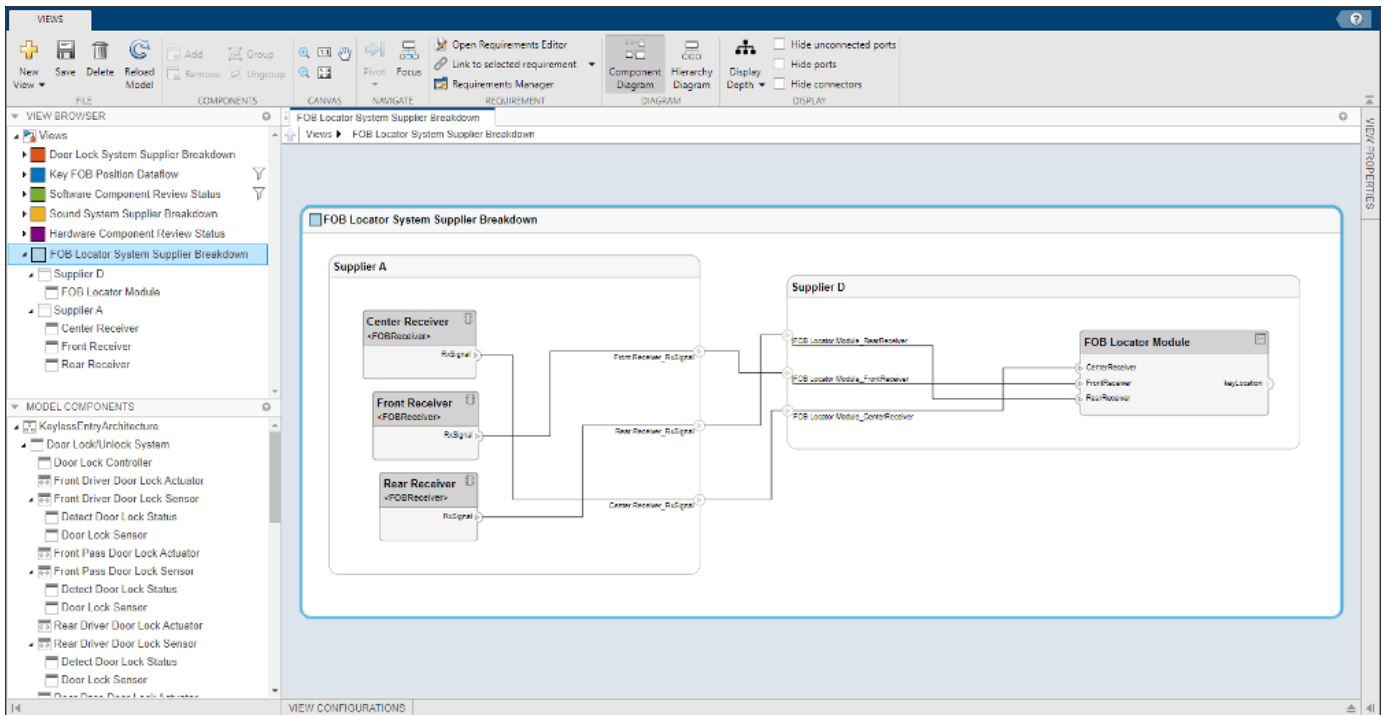 VIEWS
?
New
View
Save
Delete
Reload
Model
Add
Remove
Group
Ungroup
1:1
Pivot
Focus
Open Requirements Editor
Link to selected requirement
Requirements Manager
Component
Diagram
Hierarchy
Diagram
Display
Depth
Hide unconnected ports
Hide ports
Hide connectors
FILE
COMPONENTS
CANVAS
NAVIGATE
REQUIREMENT
DIAGRAM
DISPLAY
VIEW BROWSER
Views
Door Lock System Supplier Breakdown
Key FOB Position Dataflow
Software Component Review Status
Sound System Supplier Breakdown
Hardware Component Review Status
FOB Locator System Supplier Breakdown
Supplier D
FOB Locator Module
Supplier A
Center Receiver
Front Receiver
Rear Receiver
MODEL COMPONENTS
KeylessEntryArchitecture
Door Lock/Unlock System
Door Lock Controller
Front Driver Door Lock Actuator
Front Driver Door Lock Sensor
Detect Door Lock Status
Door Lock Sensor
Front Pass Door Lock Actuator
Front Pass Door Lock Sensor
Detect Door Lock Status
Door Lock Sensor
Rear Driver Door Lock Actuator
Rear Driver Door Lock Sensor
Detect Door Lock Status
Door Lock Sensor
Rear Pass Door Lock Actuator
FOB Locator System Supplier Breakdown
Views
FOB Locator System Supplier Breakdown
FOB Locator System Supplier Breakdown
Supplier A
Center Receiver
<FOBReceiver>
RxSignal
Front Receiver
<FOBReceiver>
RxSignal
Rear Receiver
<FOBReceiver>
RxSignal
Front Receiver_RxSignal
Rear Receiver_RxSignal
Center Receiver_RxSignal
Supplier D
FOB Locator Module_RearReceiver
FOB Locator Module_FrontReceiver
FOB Locator Module_CenterReceiver
FOB Locator Module
CenterReceiver
FrontReceiver
RearReceiver
keyLocation
VIEW PROPERTIES
VIEW CONFIGURATIONS